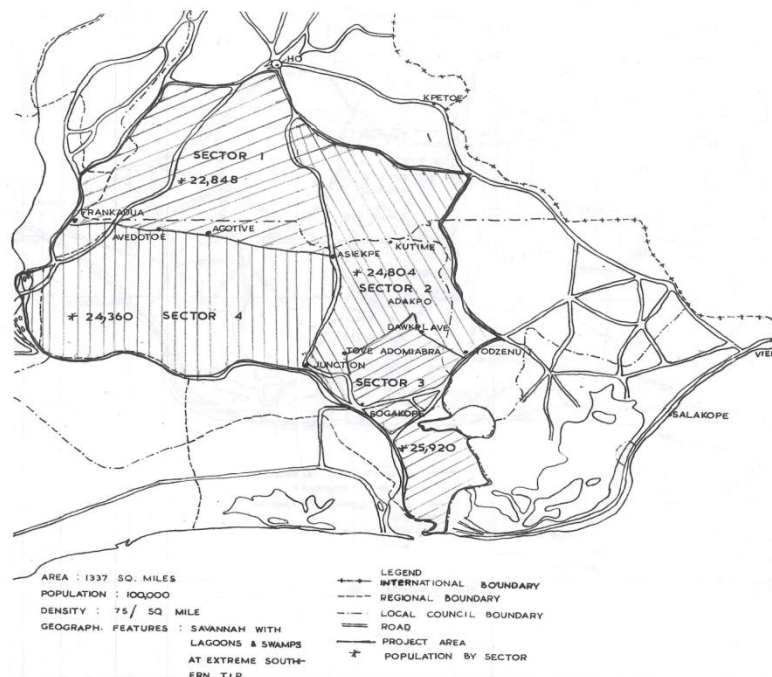 HO
KPETOE
SECTOR 1
22,848
FRANKADUA
AVEDOTOE
AGOTIVE
ASIEKPE
KUTIME
24,804
SECTOR 2
ADAKPO
24,360
SECTOR 4
DAWKPLAVE
TOVE ADOMIABRA
TODZENU
JUNCTION
SECTOR 3
SOGAKOPE
SALAKOPE
25,920
AREA : 1337 SQ. MILES
POPULATION : 100,000
DENSITY : 75/ SQ MILE
GEOGRAPH. FEATURES : SAVANNAH WITH
LAGOONS & SWAMPS
AT EXTREME SOUTH-
ERN TIP
LEGEND
INTERNATIONAL BOUNDARY
REGIONAL BOUNDARY
LOCAL COUNCIL BOUNDARY
ROAD
PROJECT AREA
* POPULATION BY SECTOR